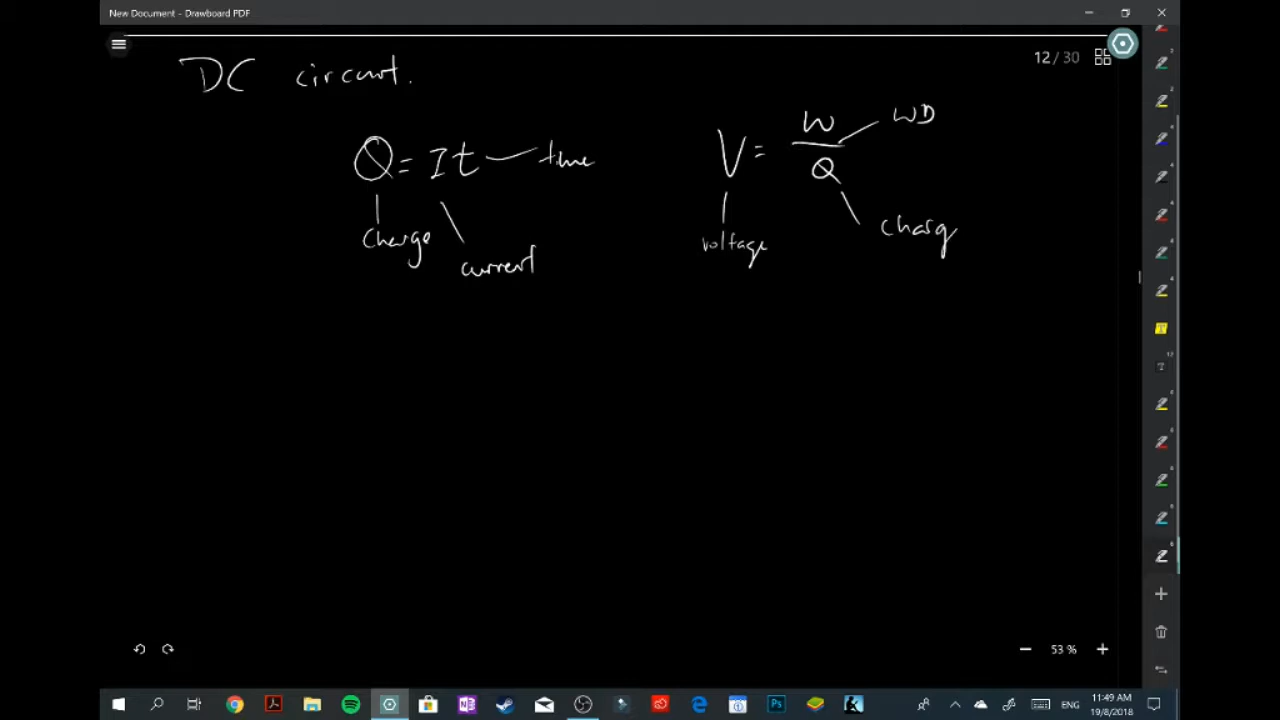 New Document - Drawboard PDF
12 / 30
DC circuit.
Q = It time
charge
current
V = W/Q WD
voltage
charg
53 %
ENG
11:49 AM
19/8/2018